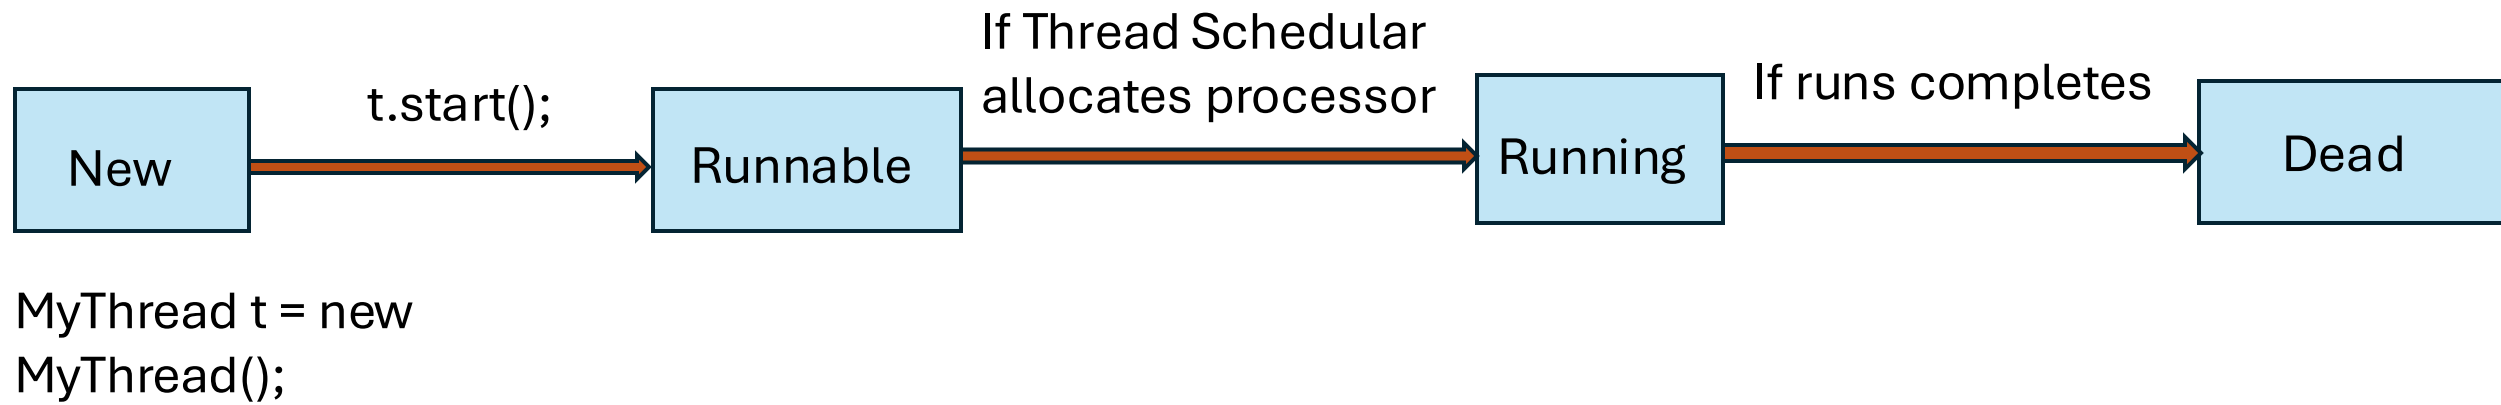 If Thread Schedular
allocates processor
t.start();
If runs completes
New
Runnable
Running
Dead
MyThread t = new
MyThread();